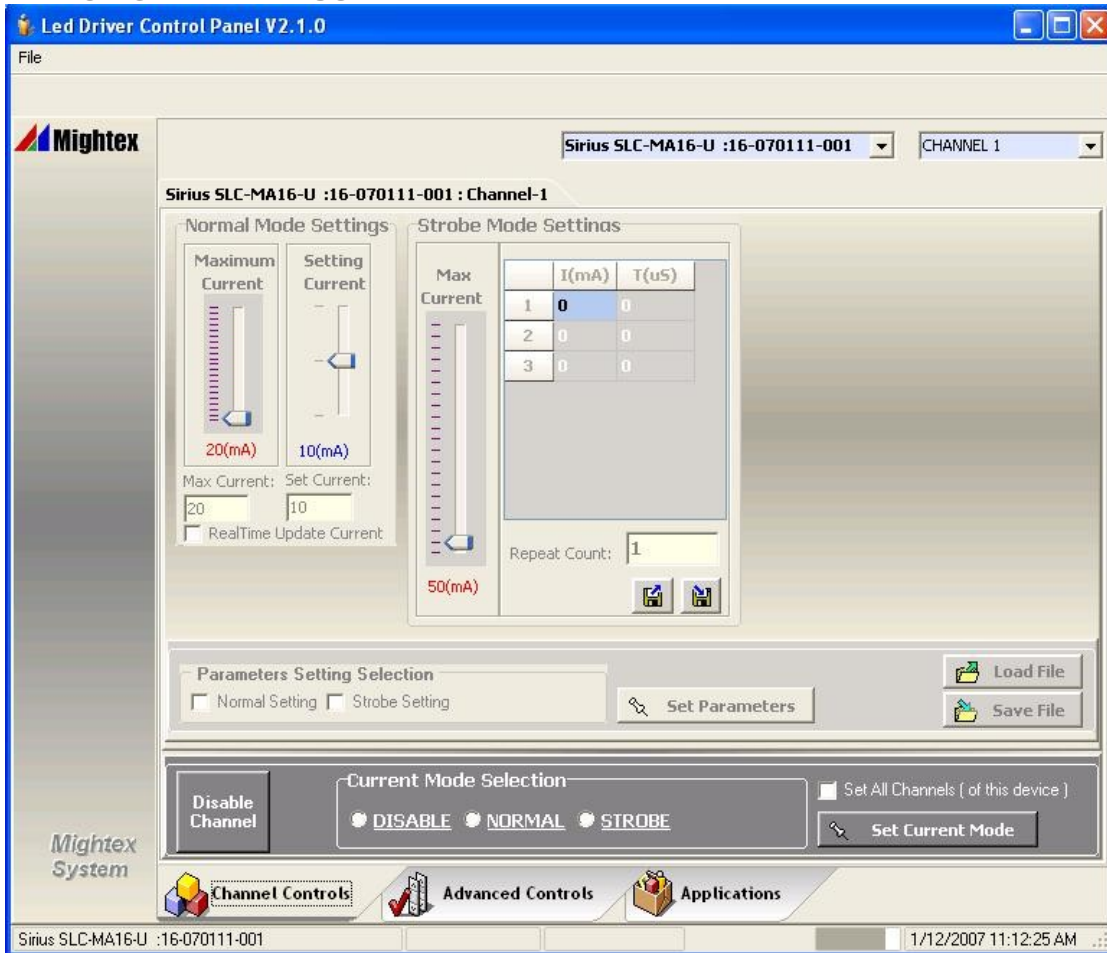 Led Driver Control Panel V2.1.0
File
Mightex
Sirius SLC-MA16-U :16-070111-001
CHANNEL 1
Sirius SLC-MA16-U :16-070111-001 : Channel-1
Normal Mode Settings
Strobe Mode Settings
Maximum Current
Setting Current
20(mA)
10(mA)
Max Current: Set Current:
20
10
RealTime Update Current
Max Current
50(mA)
I(mA) T(uS)
1 0 0
2 0 0
3 0 0
Repeat Count: 1
Parameters Setting Selection
Normal Setting Strobe Setting
Set Parameters
Load File
Save File
Disable Channel
Current Mode Selection
DISABLE NORMAL STROBE
Set All Channels ( of this device )
Set Current Mode
Mightex System
Channel Controls
Advanced Controls
Applications
Sirius SLC-MA16-U :16-070111-001
1/12/2007 11:12:25 AM